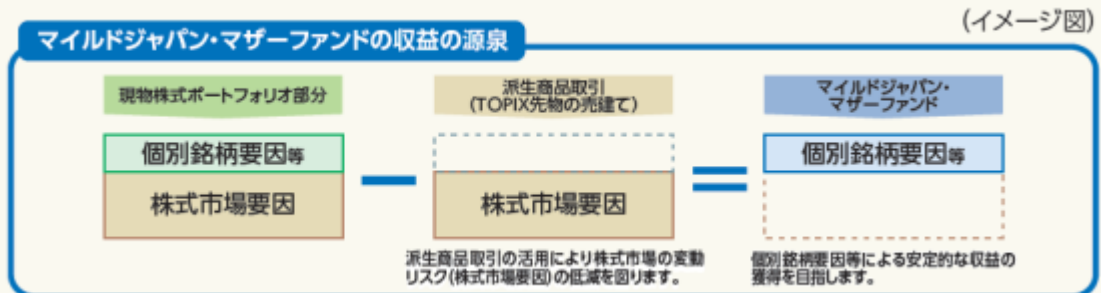 (イメージ図)
マイルドジャパン・マザーファンドの収益の源泉
現物株式ポートフォリオ部分
個別銘柄要因等
株式市場要因
派生商品取引
(TOPIX先物の売建て)
株式市場要因
派生商品取引の活用により株式市場の変動
リスク(株式市場要因)の低減を図ります。
マイルドジャパン・
マザーファンド
個別銘柄要因等
個別銘柄要因等による安定的な収益の
獲得を目指します。